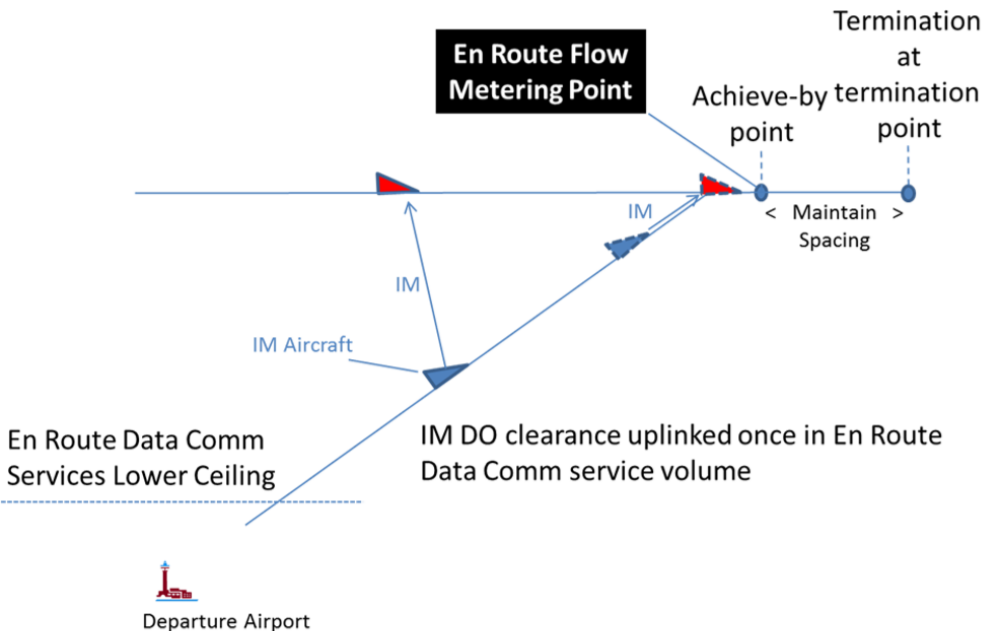 Termination
at
termination
point
En Route Flow
Metering Point
Achieve-by
point
IM
< Maintain >
Spacing
IM
IM Aircraft
En Route Data Comm
Services Lower Ceiling
IM DO clearance uplinked once in En Route
Data Comm service volume
Departure Airport